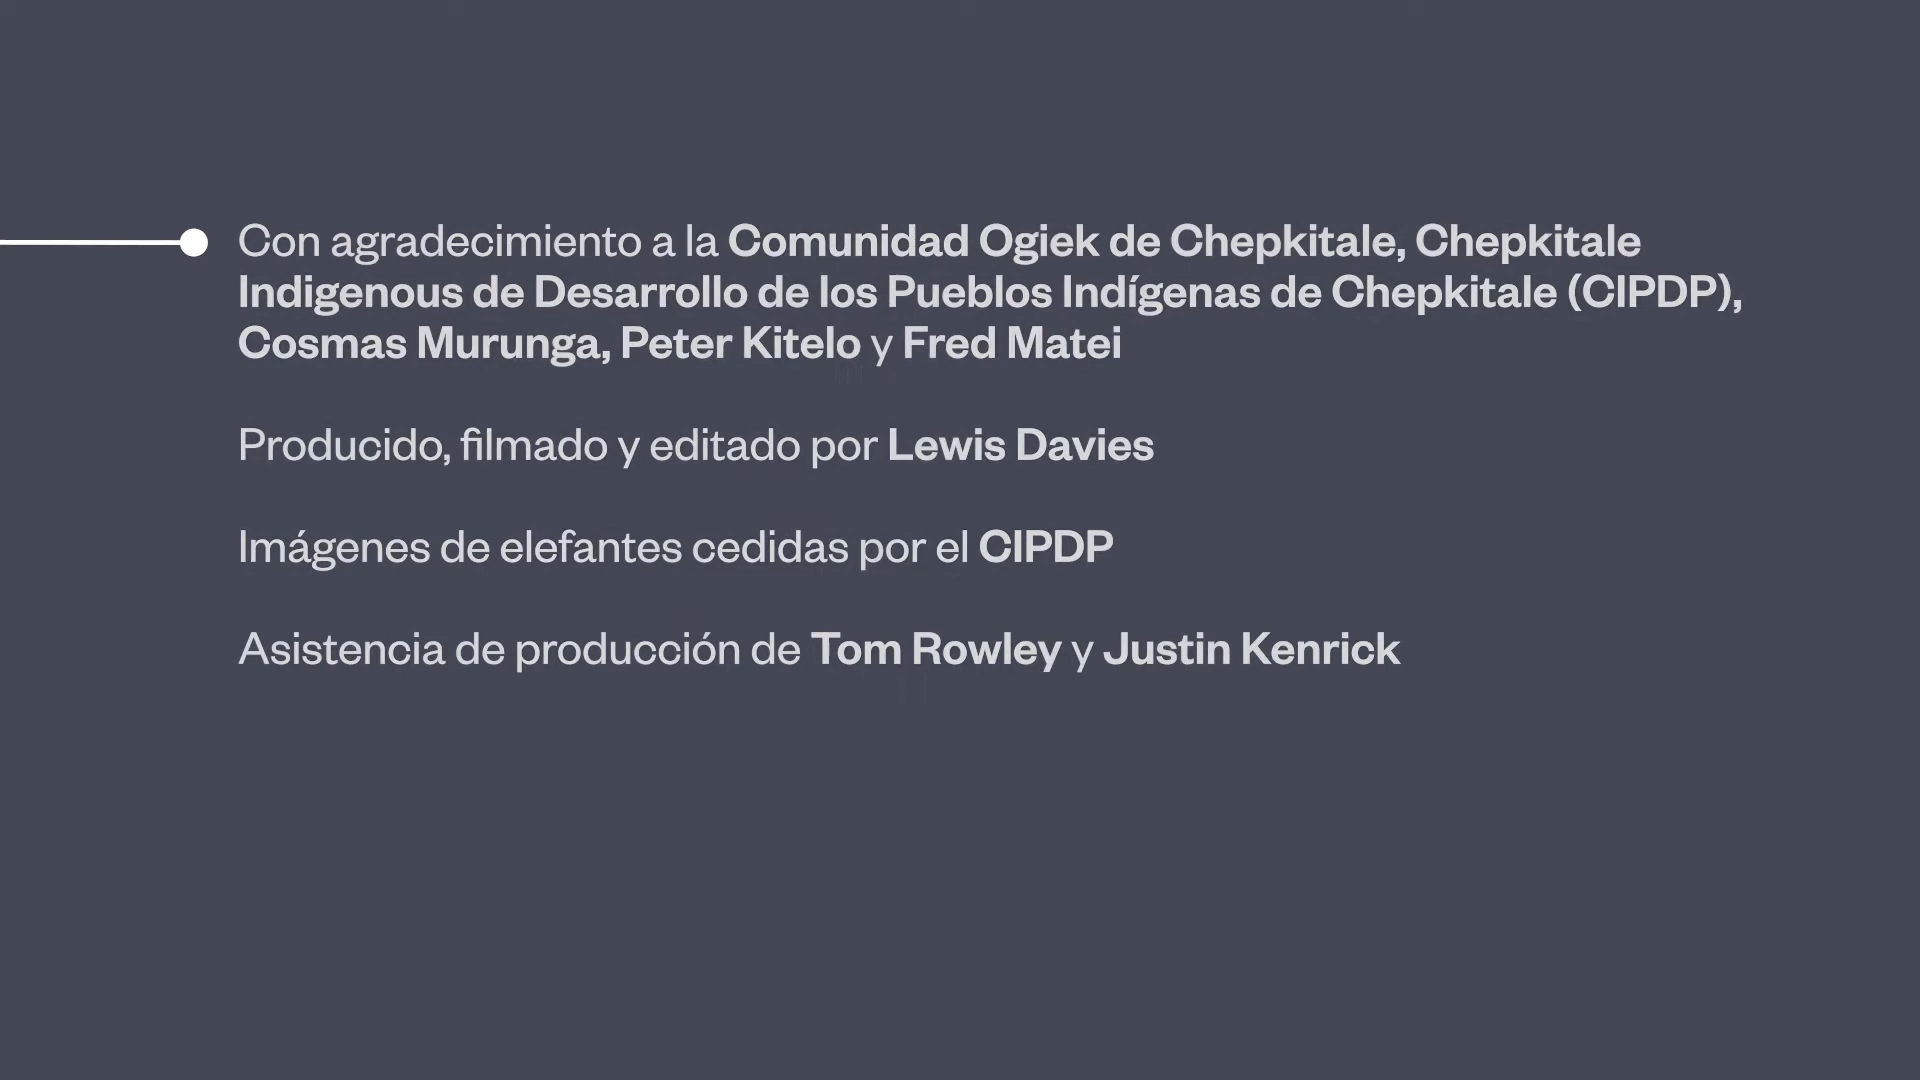 Con agradecimiento a la Comunidad Ogiek de Chepkitale, Chepkitale
Indigenous de Desarrollo de los Pueblos Indígenas de Chepkitale (CIPDP),
Cosmas Murunga, Peter Kitelo y Fred Matei
Producido, filmado y editado por Lewis Davies
Imágenes de elefantes cedidas por el CIPDP
Asistencia de producción de Tom Rowley y Justin Kenrick